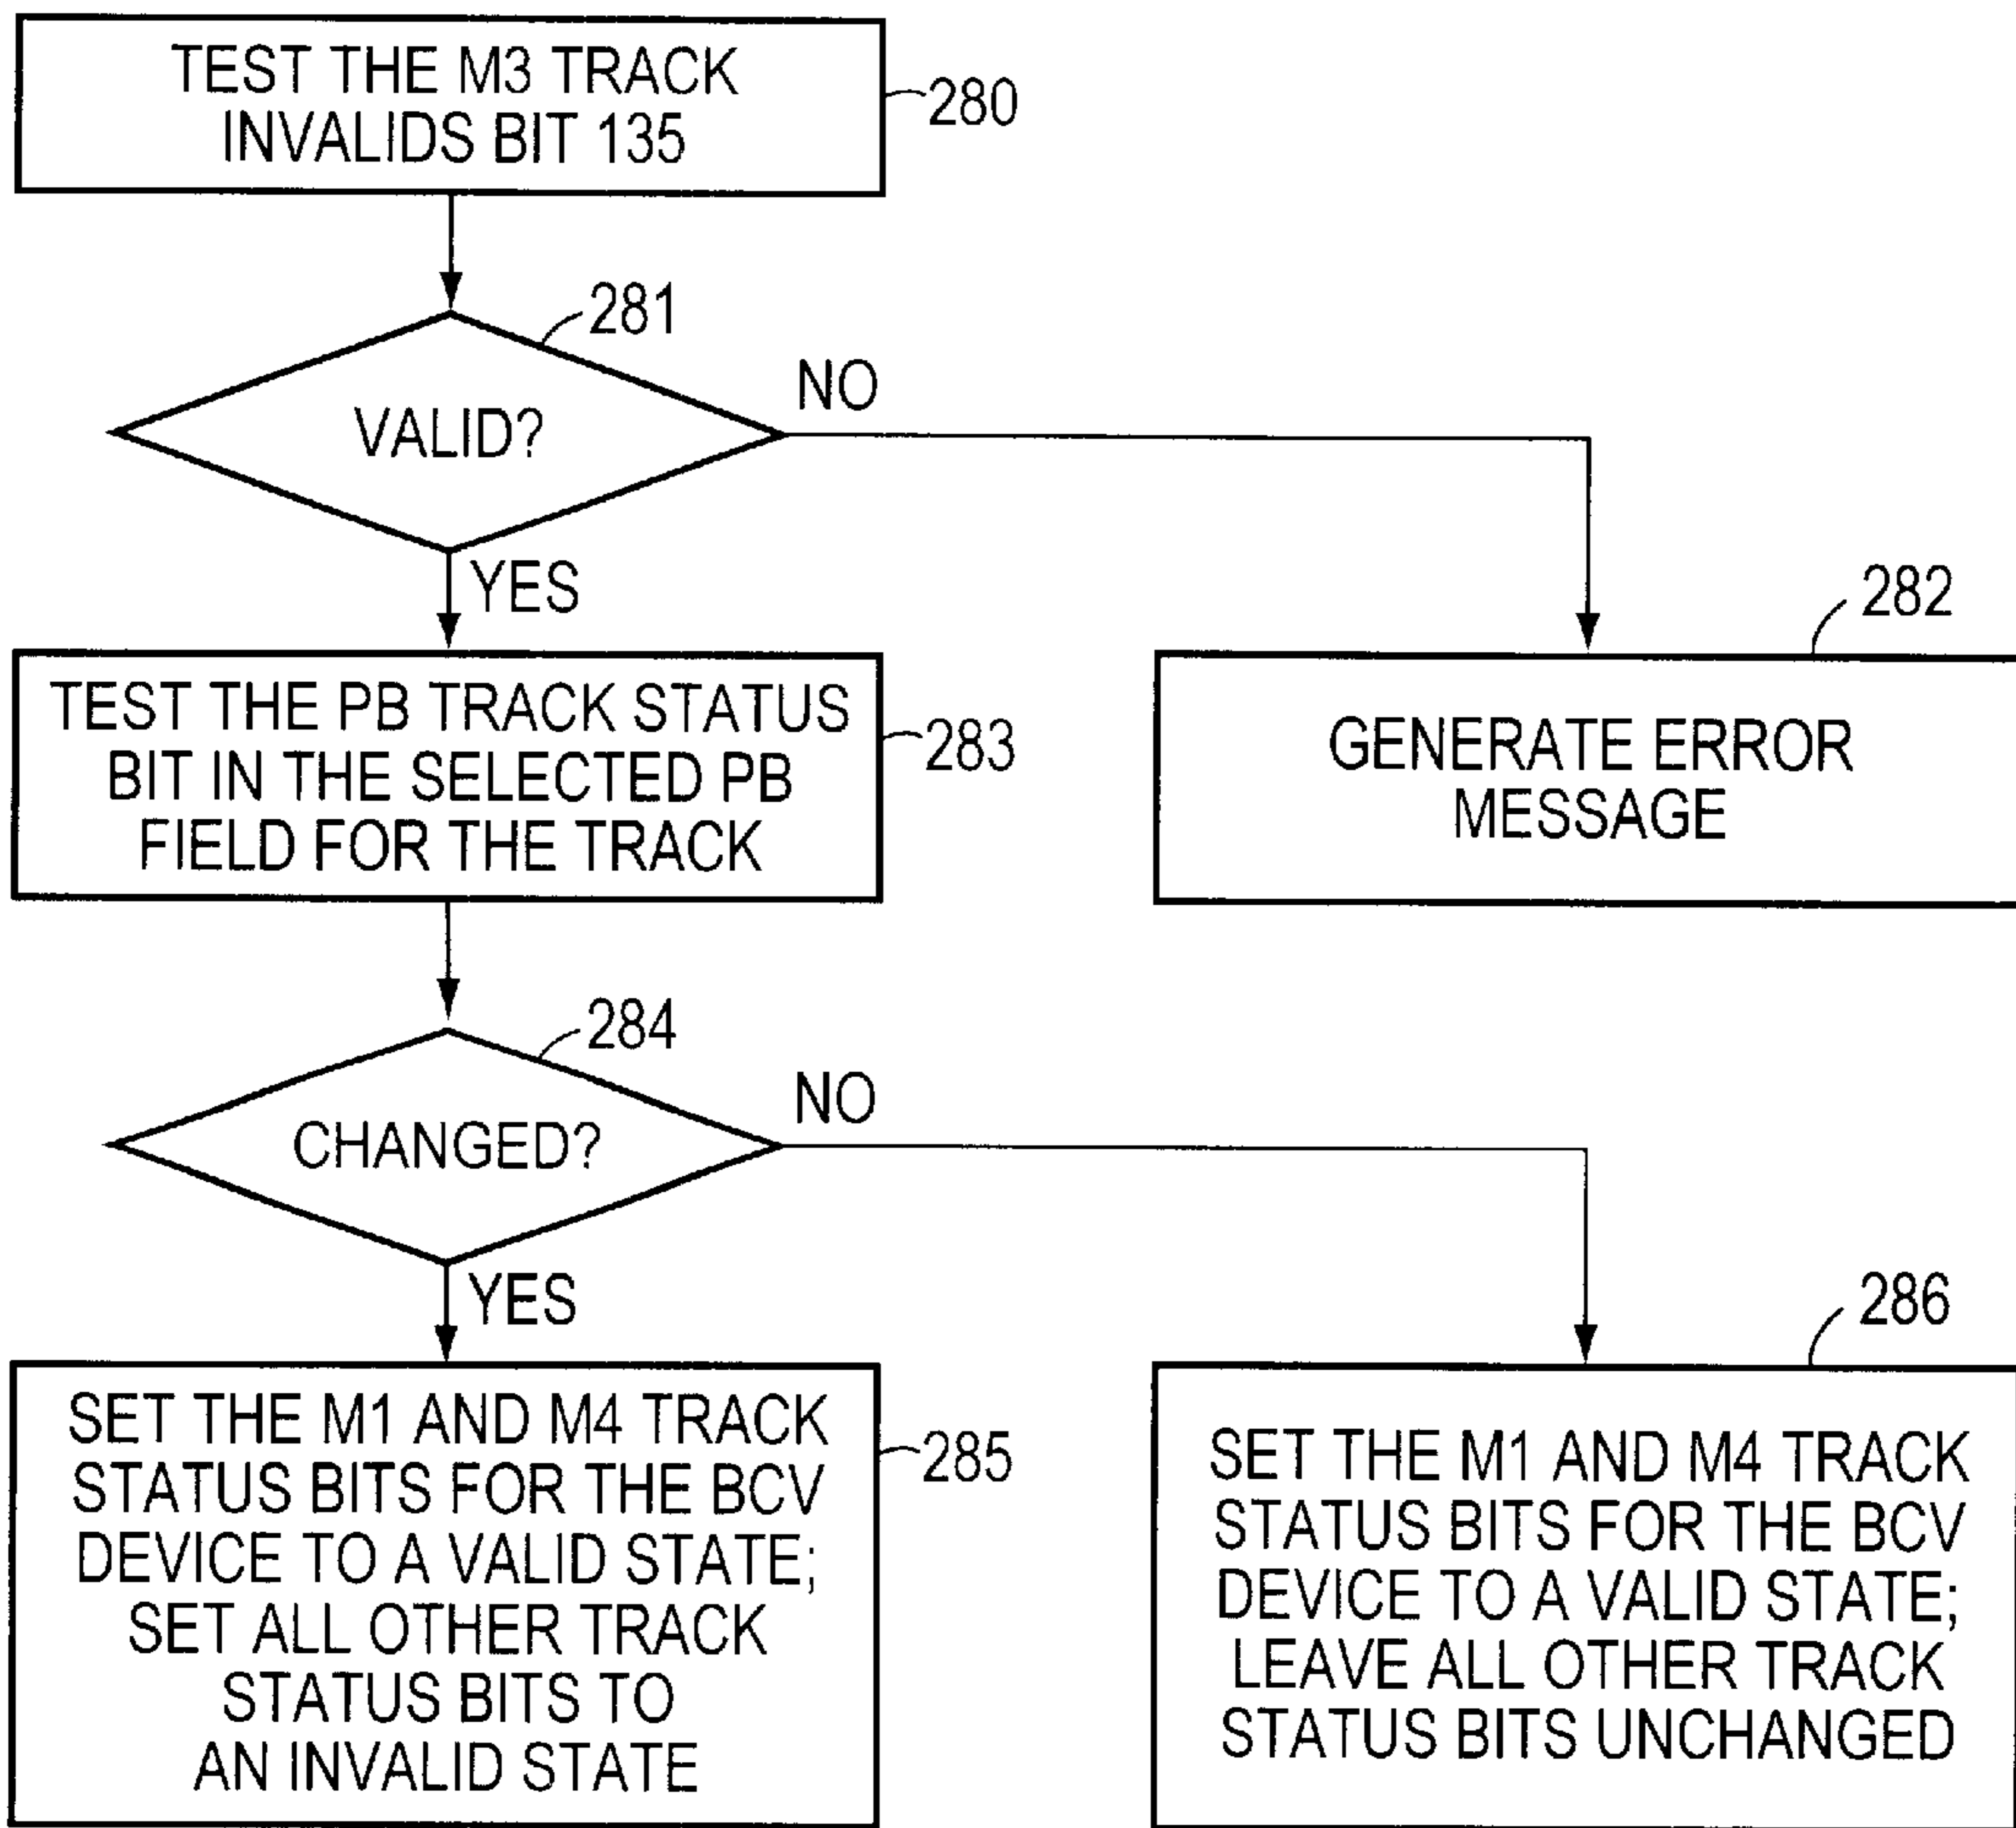 TEST THE M3 TRACK
INVALIDS BIT 135
280
281
VALID?
NO
YES
282
TEST THE PB TRACK STATUS
BIT IN THE SELECTED PB
FIELD FOR THE TRACK
283
GENERATE ERROR
MESSAGE
284
CHANGED?
NO
YES
286
SET THE M1 AND M4 TRACK
STATUS BITS FOR THE BCV
DEVICE TO A VALID STATE;
SET ALL OTHER TRACK
STATUS BITS TO
AN INVALID STATE
285
SET THE M1 AND M4 TRACK
STATUS BITS FOR THE BCV
DEVICE TO A VALID STATE;
LEAVE ALL OTHER TRACK
STATUS BITS UNCHANGED